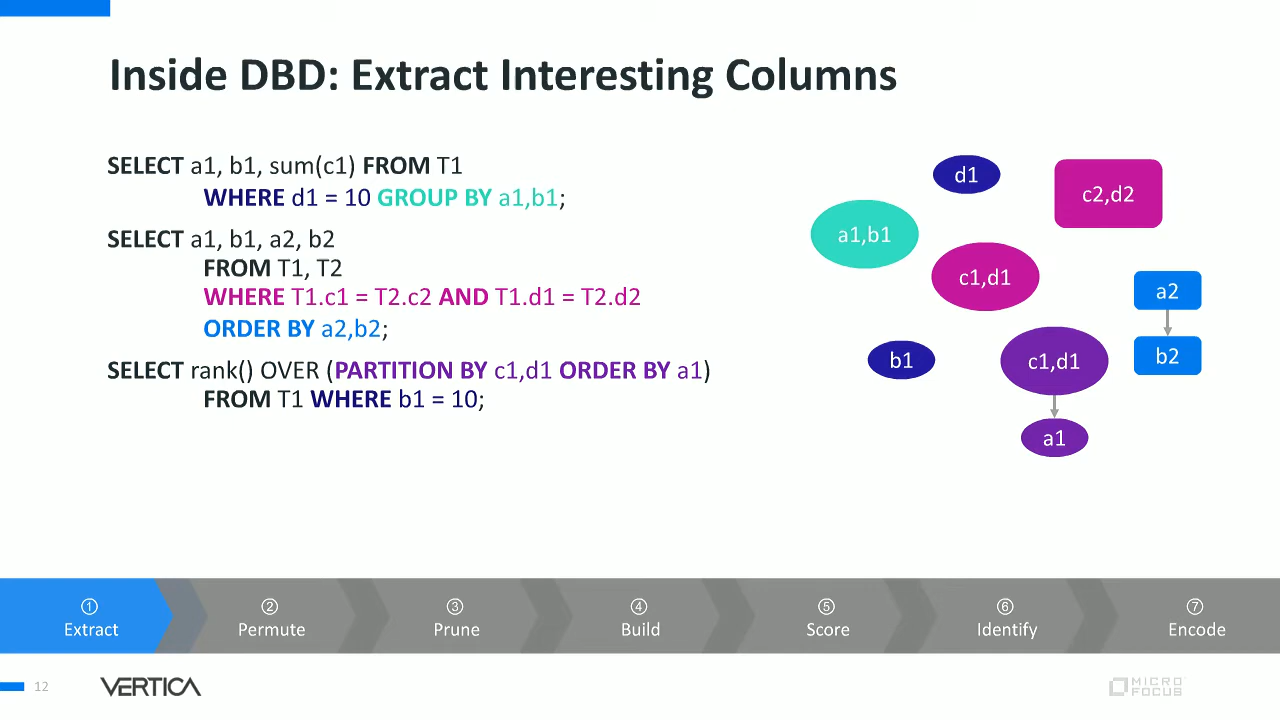 Inside DBD: Extract Interesting Columns
SELECT a1, b1, sum(c1) FROM T1
WHERE d1 = 10 GROUP BY a1,b1;
SELECT a1, b1, a2, b2
FROM T1, T2
WHERE T1.c1 = T2.c2 AND T1.d1 = T2.d2
ORDER BY a2,b2;
SELECT rank() OVER (PARTITION BY c1,d1 ORDER BY a1)
FROM T1 WHERE b1 = 10;
d1
c2,d2
a1,b1
c1,d1
a2
b1
c1,d1
b2
a1
① Extract
② Permute
③ Prune
④ Build
⑤ Score
⑥ Identify
⑦ Encode
12
VERTICA
MICRO
FOCUS